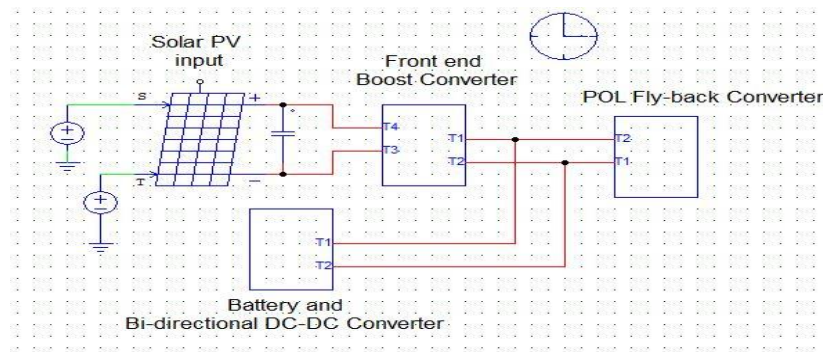 Solar PV
input
Front end
Boost Converter
POL Fly-back Converter
S
+
T4
T3
T1
T2
T2
T1
T
−
T1
T2
Battery and
Bi-directional DC-DC Converter